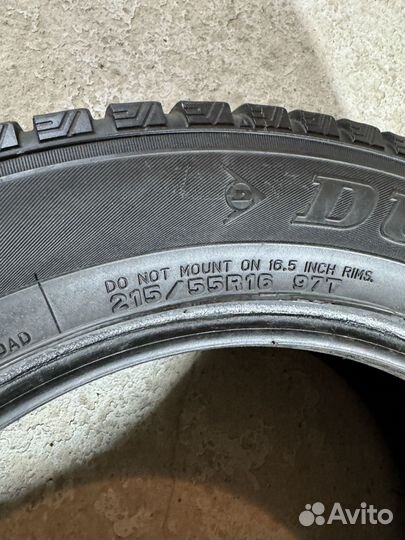 D
DU
DO NOT MOUNT ON 16.5 INCH RIMS.
215/55R16 97T
OAD
Avito